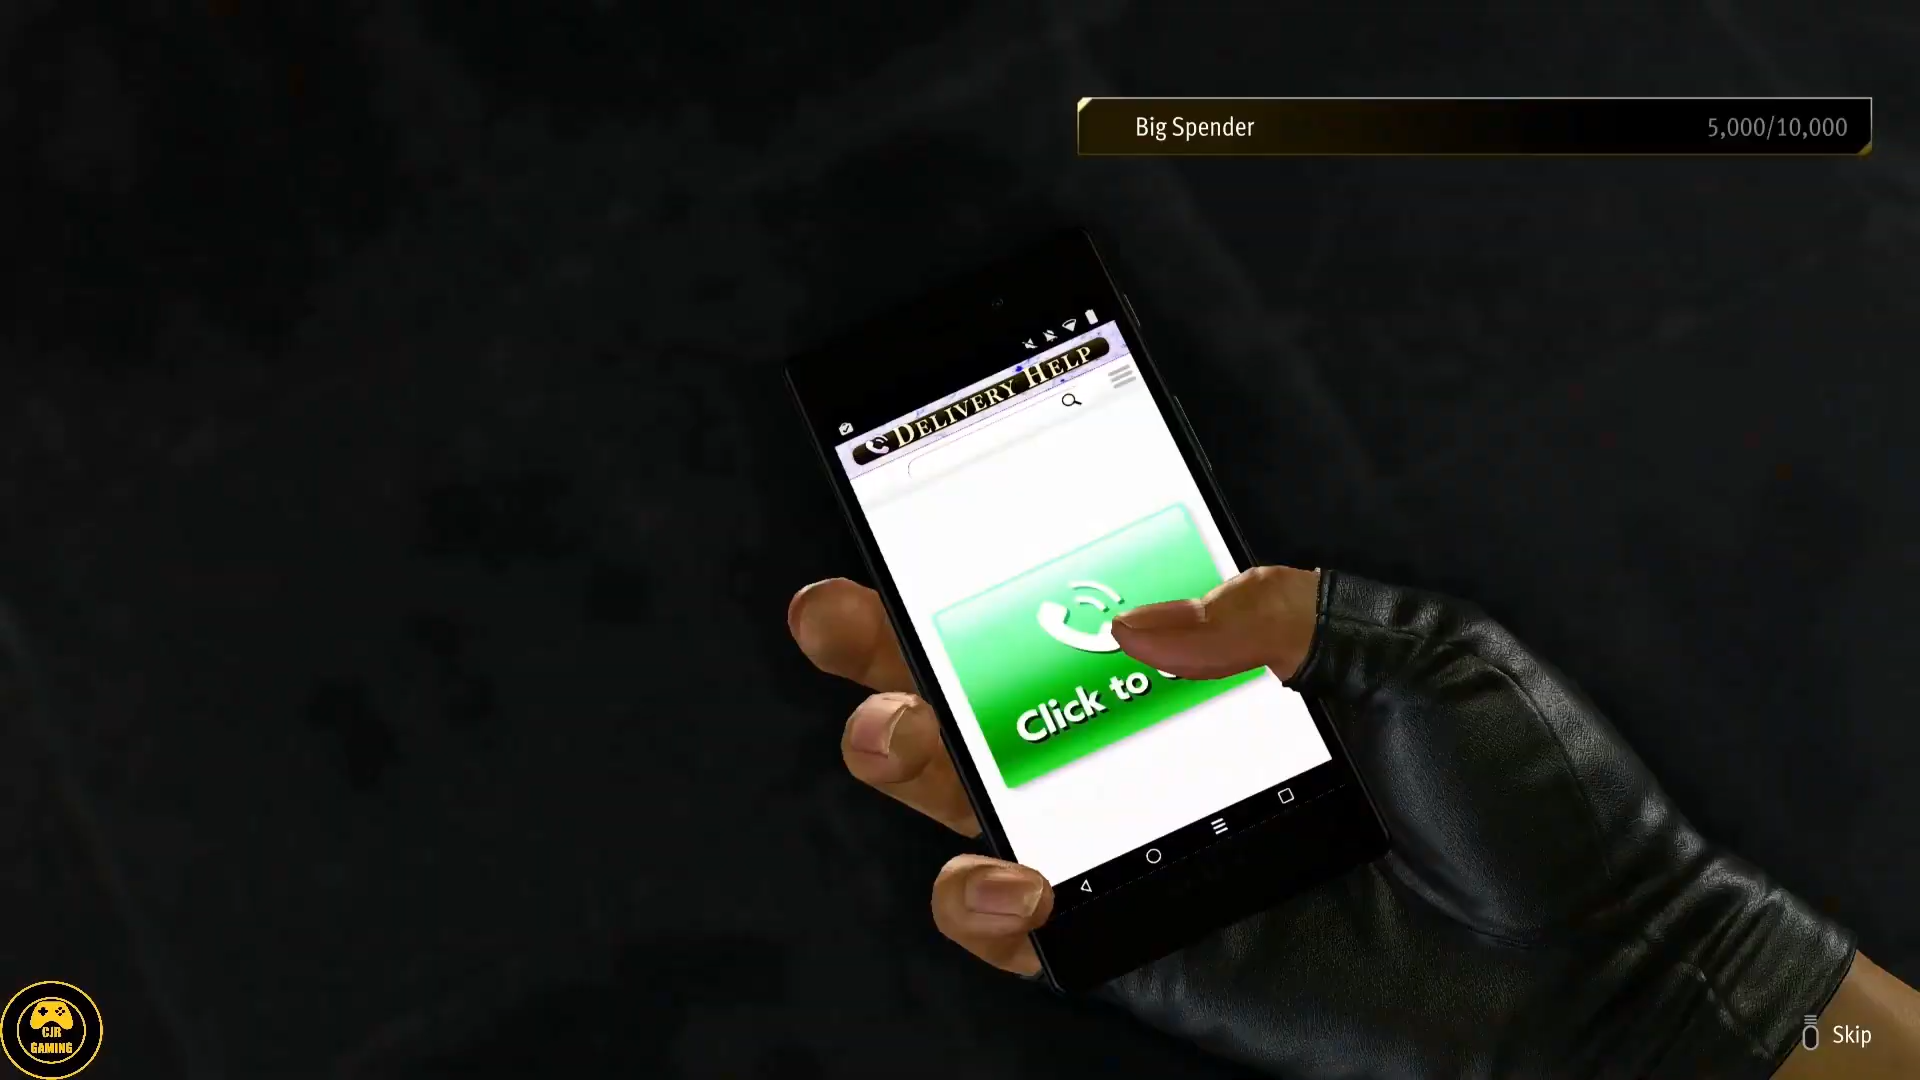 Big Spender 5,000/10,000
DELIVERY HELP
Click to
CJR
GAMING
Skip